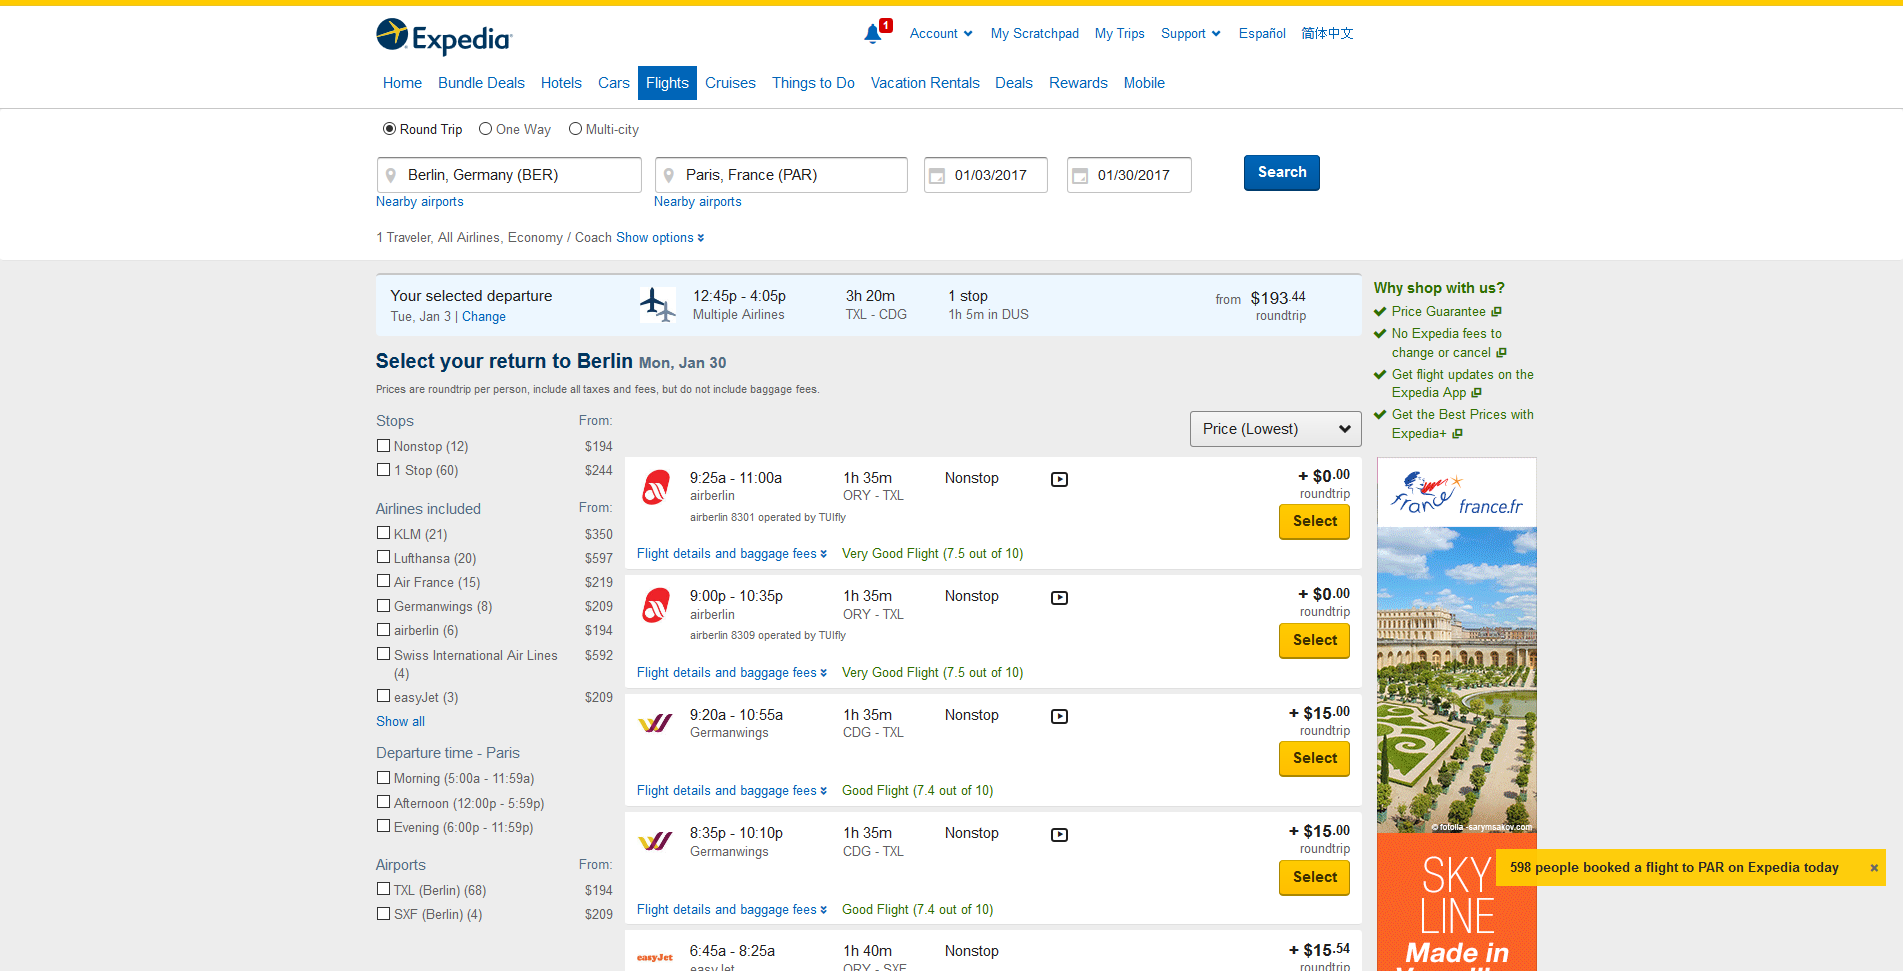 Expedia
1
Account
My Scratchpad
My Trips
Support
Español
简体中文
Home
Bundle Deals
Hotels
Cars
Flights
Cruises
Things to Do
Vacation Rentals
Deals
Rewards
Mobile
Round Trip
One Way
Multi-city
Berlin, Germany (BER)
Paris, France (PAR)
01/03/2017
01/30/2017
Search
Nearby airports
Nearby airports
1 Traveler, All Airlines, Economy / Coach Show options
Your selected departure
Tue, Jan 3 | Change
12:45p - 4:05p
Multiple Airlines
3h 20m
TXL - CDG
1 stop
1h 5m in DUS
from $193.44
roundtrip
Select your return to Berlin Mon, Jan 30
Prices are roundtrip per person, include all taxes and fees, but do not include baggage fees.
Stops From:
Nonstop (12) $194
1 Stop (60) $244
Airlines included From:
KLM (21) $350
Lufthansa (20) $597
Air France (15) $219
Germanwings (8) $209
airberlin (6) $194
Swiss International Air Lines $592
(4)
easyJet (3) $209
Show all
Departure time - Paris
Morning (5:00a - 11:59a)
Afternoon (12:00p - 5:59p)
Evening (6:00p - 11:59p)
Airports From:
TXL (Berlin) (68) $194
SXF (Berlin) (4) $209
Price (Lowest)
9:25a - 11:00a
airberlin
airberlin 8301 operated by TUIfly
1h 35m
ORY - TXL
Nonstop
+ $0.00
roundtrip
Select
Flight details and baggage fees
Very Good Flight (7.5 out of 10)
9:00p - 10:35p
airberlin
airberlin 8309 operated by TUIfly
1h 35m
ORY - TXL
Nonstop
+ $0.00
roundtrip
Select
Flight details and baggage fees
Very Good Flight (7.5 out of 10)
9:20a - 10:55a
Germanwings
1h 35m
CDG - TXL
Nonstop
+ $15.00
roundtrip
Select
Flight details and baggage fees
Good Flight (7.4 out of 10)
8:35p - 10:10p
Germanwings
1h 35m
CDG - TXL
Nonstop
+ $15.00
roundtrip
Select
Flight details and baggage fees
Good Flight (7.4 out of 10)
easyJet
6:45a - 8:25a
easyJet
1h 40m
ORY - SXF
Nonstop
+ $15.54
roundtrip
Why shop with us?
Price Guarantee
No Expedia fees to
change or cancel
Get flight updates on the
Expedia App
Get the Best Prices with
Expedia+
france
france.fr
© fotolia -sarymsakov.com
SKY
LINE
Made in
598 people booked a flight to PAR on Expedia today